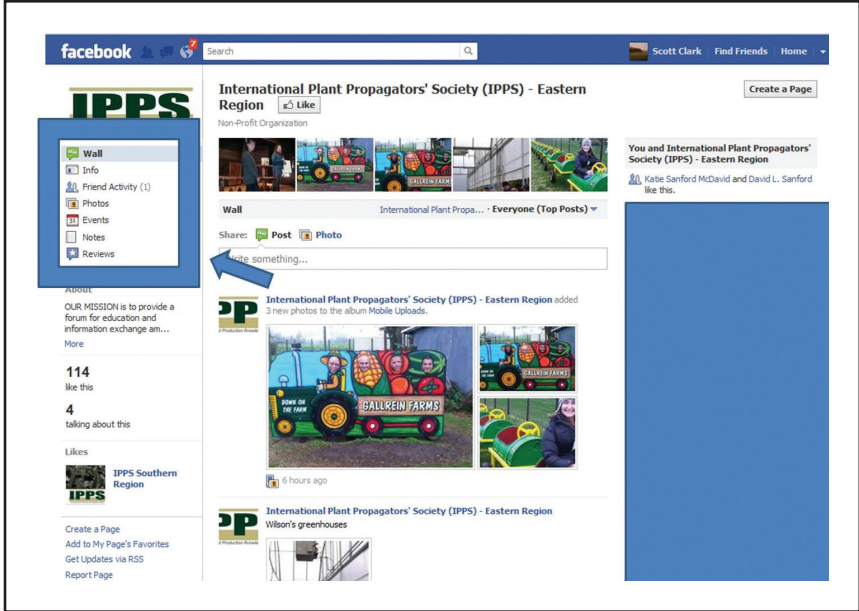 facebook
7
Search
Scott Clark
Find Friends
Home
IPPS
International Plant Propagators' Society (IPPS) - Eastern
Region
Like
Non-Profit Organization
Create a Page
Wall
Info
Friend Activity (1)
Photos
31 Events
Notes
Reviews
GALLREIN FARMS
You and International Plant Propagators'
Society (IPPS) - Eastern Region
Katie Sanford McDavid and David L. Sanford
like this.
Wall
International Plant Propa... · Everyone (Top Posts)
Share: Post Photo
Write something...
About
OUR MISSION is to provide a
forum for education and
information exchange am...
More
114
like this
4
talking about this
Likes
IPPS
IPPS Southern
Region
Create a Page
Add to My Page's Favorites
Get Updates via RSS
Report Page
PP
International Plant Propagators' Society (IPPS) - Eastern Region added
3 new photos to the album Mobile Uploads.
DOWN ON
THE FARM
GALLREIN FARMS
GALLREIN FARMS
6 hours ago
PP
International Plant Propagators' Society (IPPS) - Eastern Region
Wilson's greenhouses